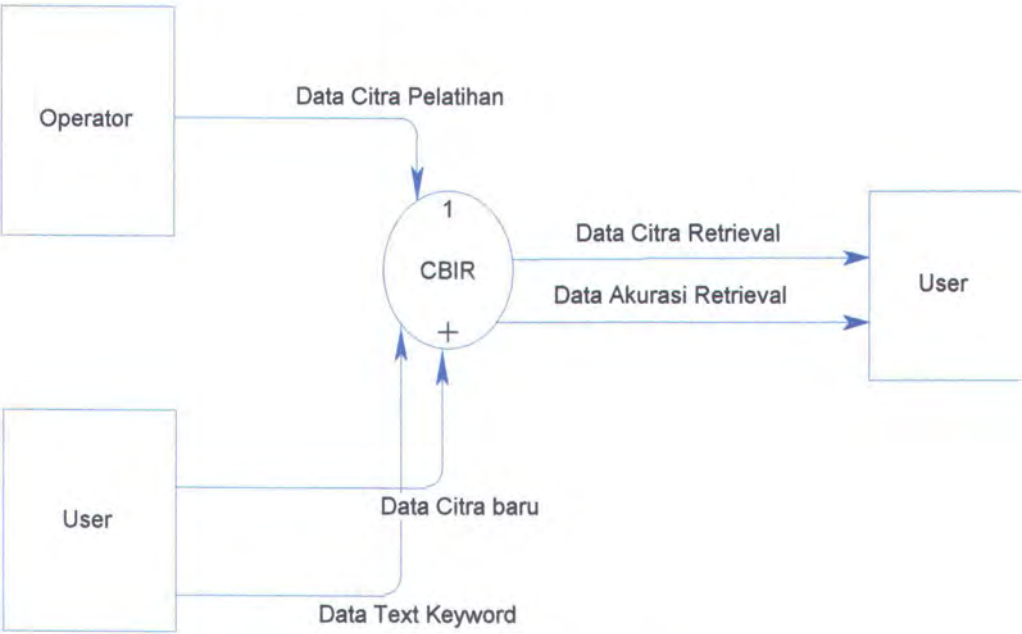 Data Citra Pelatihan
Operator
1
CBIR
+
Data Citra Retrieval
Data Akurasi Retrieval
User
User
Data Citra baru
Data Text Keyword